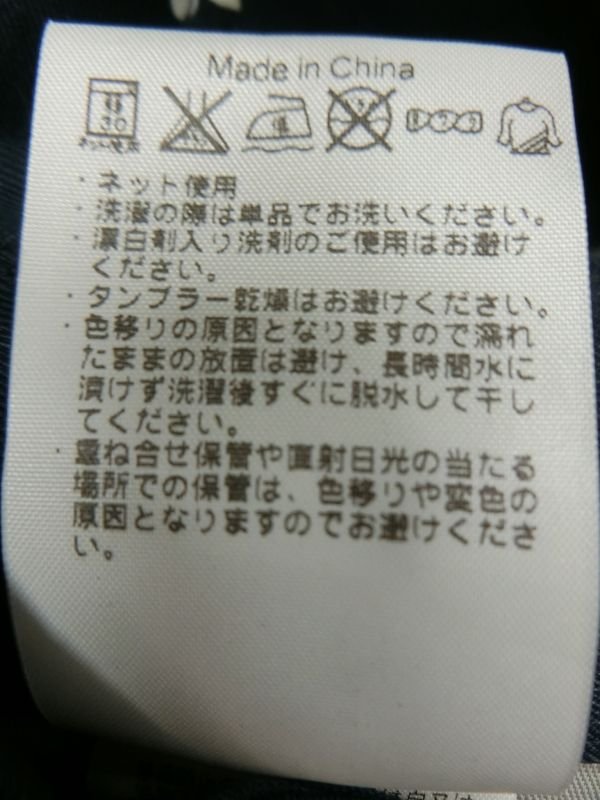 Made in China
30
・ネット使用
・洗濯の際は単品でお洗いください。
・漂白剤入り洗剤のご使用はお避け
ください。
・タンブラー乾燥はお避けください。
・色移りの原因となりますので濡れ
たままの放置は避け、長時間水に
漬けず洗濯後すぐに脱水して干し
てください。
・重ね合せ保管や直射日光の当たる
場所での保管は、色移りや変色の
原因となりますのでお避けくださ
い。